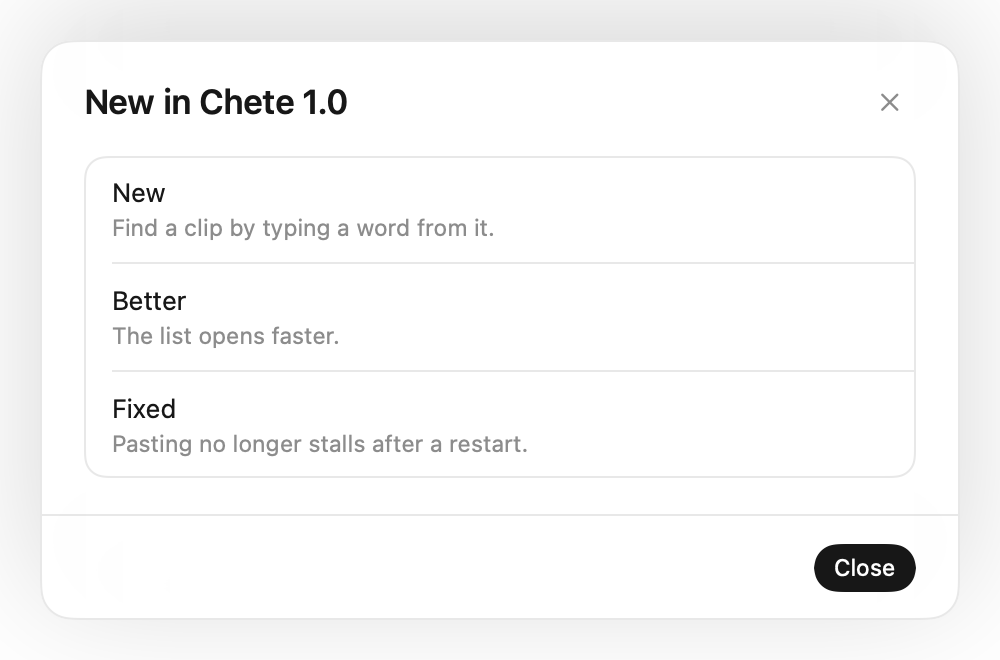 New in Chete 1.0
New
Find a clip by typing a word from it.
Better
The list opens faster.
Fixed
Pasting no longer stalls after a restart.
Close